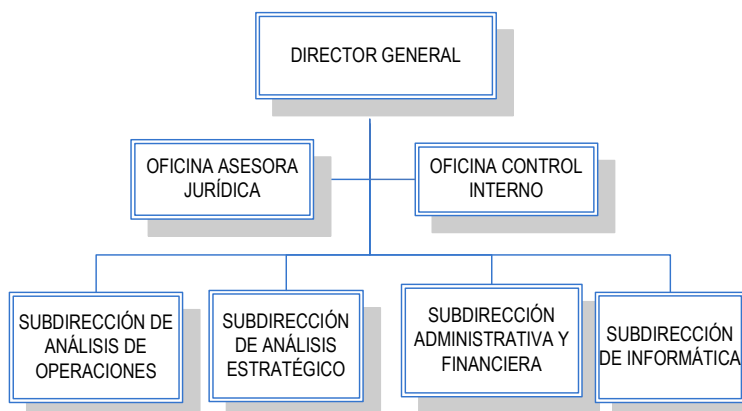 DIRECTOR GENERAL
OFICINA ASESORA
JURÍDICA
OFICINA CONTROL
INTERNO
SUBDIRECCIÓN DE
ANÁLISIS DE
OPERACIONES
SUBDIRECCIÓN
DE ANÁLISIS
ESTRATÉGICO
SUBDIRECCIÓN
ADMINISTRATIVA Y
FINANCIERA
SUBDIRECCIÓN
DE INFORMÁTICA